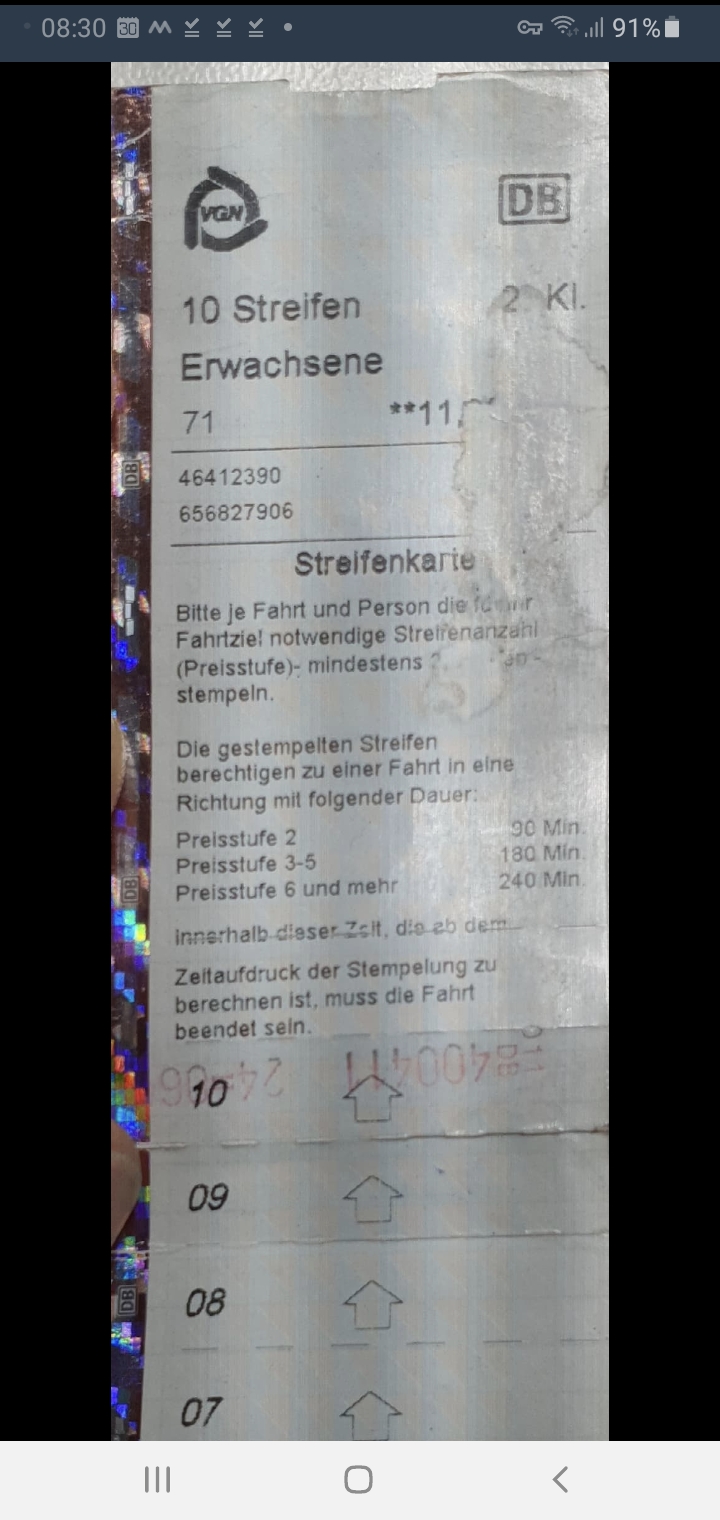 08:30 30 91%
VGN DB
10 Streifen 2 Kl.
Erwachsene
71 **11,
46412390
656827906
Streifenkarte
Bitte je Fahrt und Person die
Fahrtziel notwendige Streifenanzahl
(Preisstufe)- mindestens
stempeln.
Die gestempelten Streifen
berechtigen zu einer Fahrt in eine
Richtung mit folgender Dauer:
Preisstufe 2 90 Min.
Preisstufe 3-5 180 Min.
Preisstufe 6 und mehr 240 Min.
innerhalb dieser Zeit, die ab dem
Zeitaufdruck der Stempelung zu
berechnen ist, muss die Fahrt
beendet sein.
10
09
08
07
DB
DB
DB